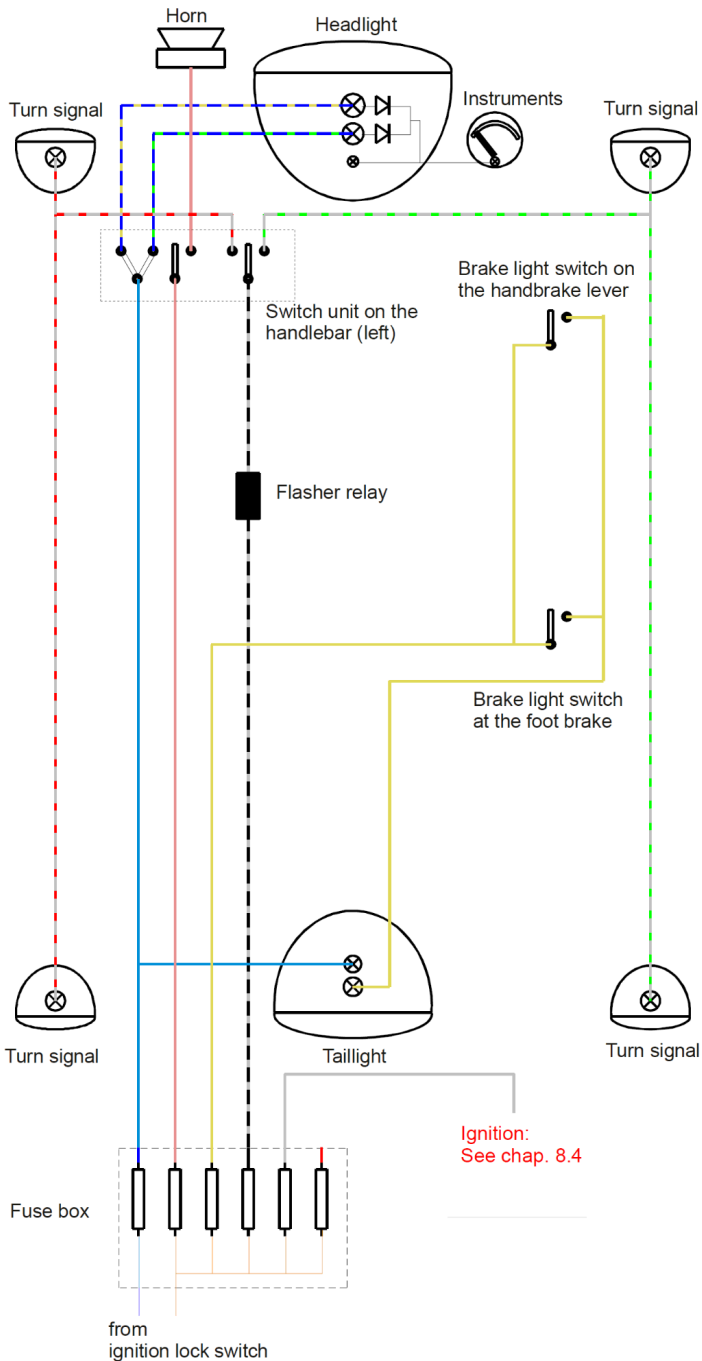 Horn
Headlight
Turn signal
Instruments
Turn signal
Brake light switch on
the handbrake lever
Switch unit on the
handlebar (left)
Flasher relay
Brake light switch
at the foot brake
Turn signal
Taillight
Turn signal
Ignition:
See chap. 8.4
Fuse box
from
ignition lock switch